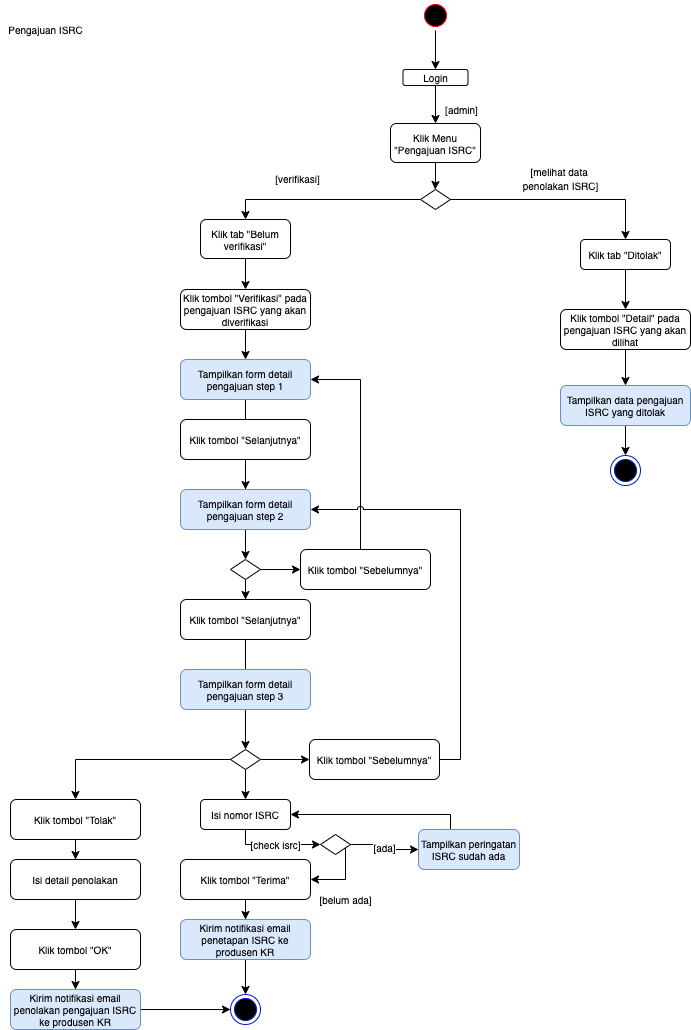 Pengajuan ISRC
Login
[admin]
Klik Menu
"Pengajuan ISRC"
[verifikasi]
[melihat data
penolakan ISRC]
Klik tab "Belum
verifikasi"
Klik tab "Ditolak"
Klik tombol "Verifikasi" pada
pengajuan ISRC yang akan
diverifikasi
Klik tombol "Detail" pada
pengajuan ISRC yang akan
dilihat
Tampilkan form detail
pengajuan step 1
Tampilkan data pengajuan
ISRC yang ditolak
Klik tombol "Selanjutnya"
Tampilkan form detail
pengajuan step 2
Klik tombol "Sebelumnya"
Klik tombol "Selanjutnya"
Tampilkan form detail
pengajuan step 3
Klik tombol "Sebelumnya"
Klik tombol "Tolak"
Isi nomor ISRC
[check isrc]
[ada]
Tampilkan peringatan
ISRC sudah ada
Isi detail penolakan
Klik tombol "Terima"
[belum ada]
Klik tombol "OK"
Kirim notifikasi email
penetapan ISRC ke
produsen KR
Kirim notifikasi email
penolakan pengajuan ISRC
ke produsen KR